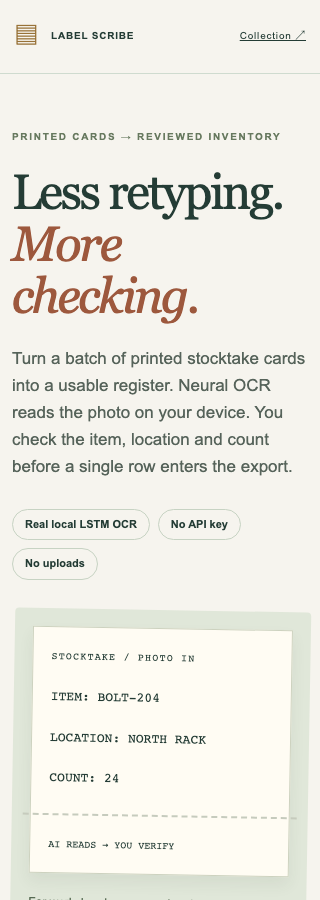 LABEL SCRIBE
Collection ↗
PRINTED CARDS → REVIEWED INVENTORY
Less retyping.
More
checking.
Turn a batch of printed stocktake cards
into a usable register. Neural OCR
reads the photo on your device. You
check the item, location and count
before a single row enters the export.
Real local LSTM OCR
No API key
No uploads
STOCKTAKE / PHOTO IN
ITEM: BOLT-204
LOCATION: NORTH RACK
COUNT: 24
AI READS → YOU VERIFY